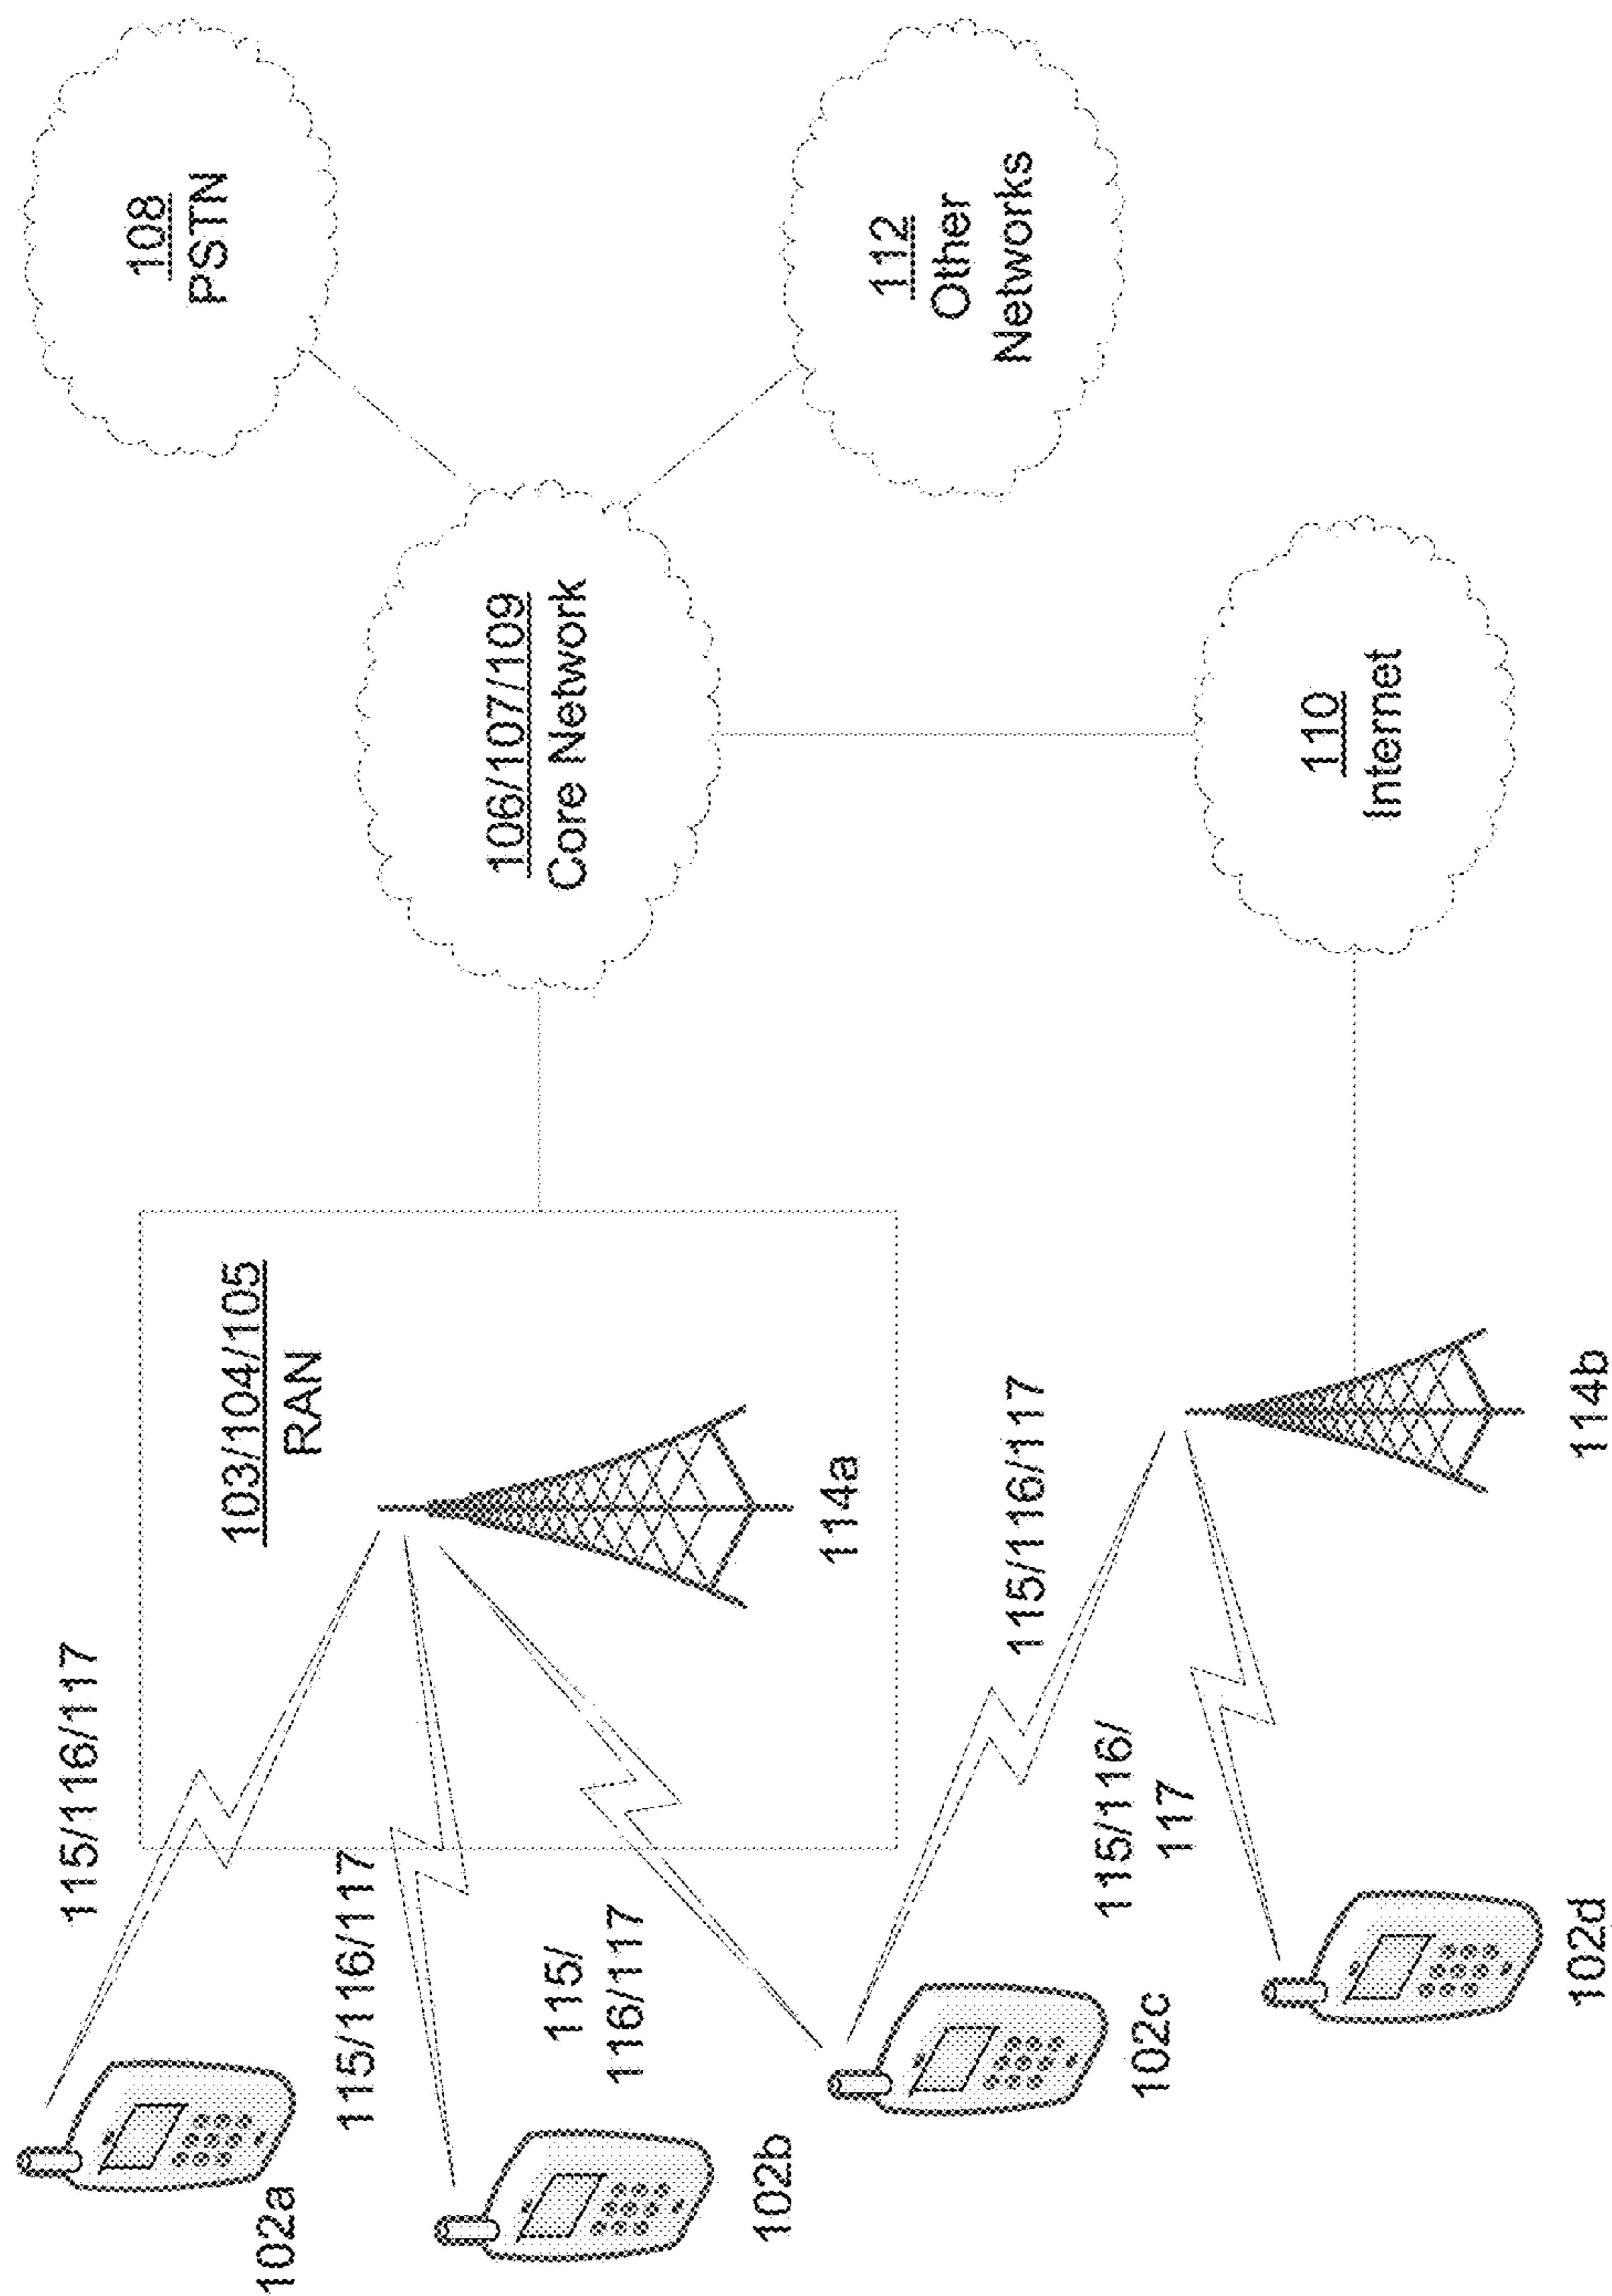 115/116/117
103/104/105
RAN
108
PSTN
102a
115/116/117
106/107/109
Core Network
115/
116/117
114a
112
Other
Networks
102b
115/116/117
102c
115/116/
117
110
Internet
102d
114b